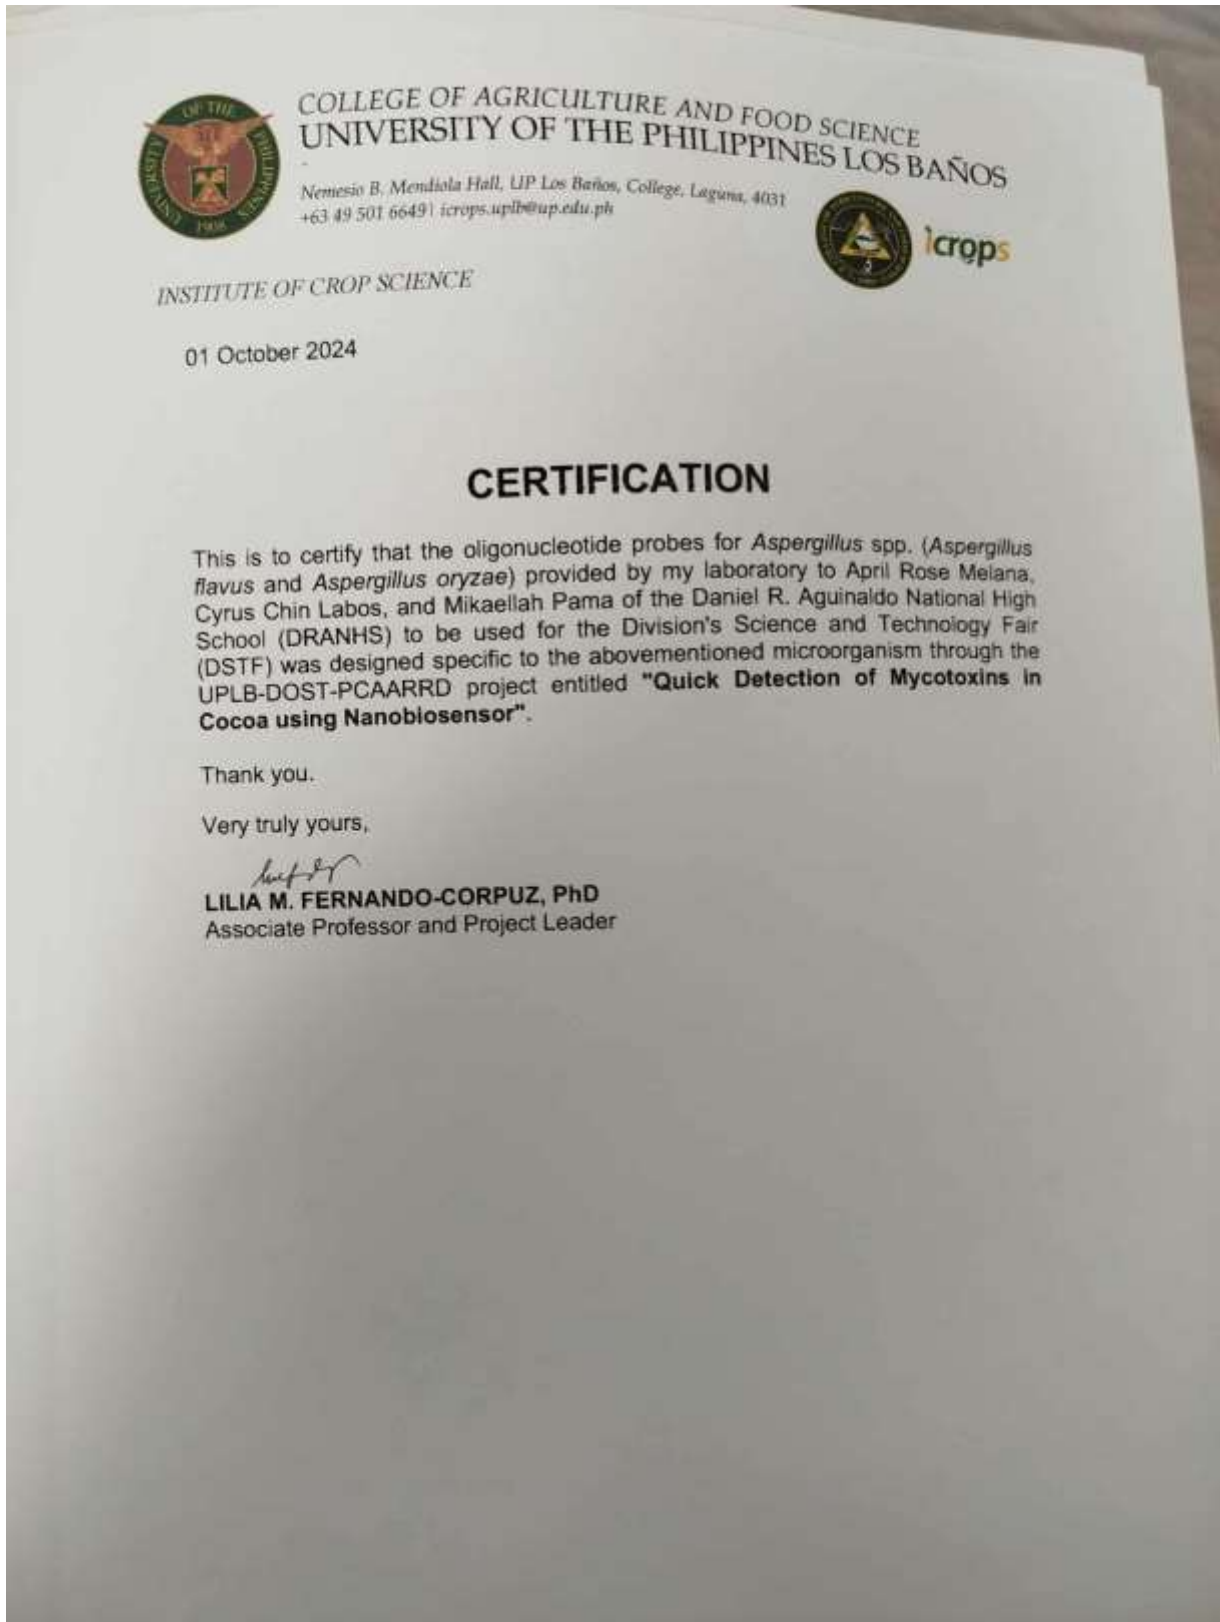 COLLEGE OF AGRICULTURE AND FOOD SCIENCE
UNIVERSITY OF THE PHILIPPINES LOS BAÑOS
Nemesio B. Mendiola Hall, UP Los Baños, College, Laguna, 4031
+63 49 501 6649| icrops.uplb@up.edu.ph
UNIVERSITY OF THE PHILIPPINES
1908
icrops
INSTITUTE OF CROP SCIENCE
01 October 2024
CERTIFICATION
This is to certify that the oligonucleotide probes for Aspergillus spp. (Aspergillus
flavus and Aspergillus oryzae) provided by my laboratory to April Rose Melana,
Cyrus Chin Labos, and Mikaellah Pama of the Daniel R. Aguinaldo National High
School (DRANHS) to be used for the Division's Science and Technology Fair
(DSTF) was designed specific to the abovementioned microorganism through the
UPLB-DOST-PCAARRD project entitled "Quick Detection of Mycotoxins in
Cocoa using Nanobiosensor".
Thank you.
Very truly yours,
LILIA M. FERNANDO-CORPUZ, PhD
Associate Professor and Project Leader